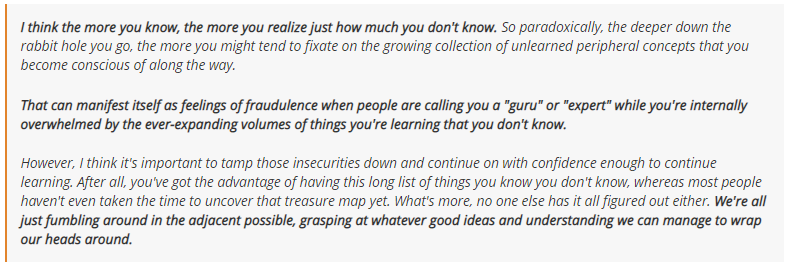 I think the more you know, the more you realize just how much you don't know. So paradoxically, the deeper down the
rabbit hole you go, the more you might tend to fixate on the growing collection of unlearned peripheral concepts that you
become conscious of along the way.
That can manifest itself as feelings of fraudulence when people are calling you a "guru" or "expert" while you're internally
overwhelmed by the ever-expanding volumes of things you're learning that you don't know.
However, I think it's important to tamp those insecurities down and continue on with confidence enough to continue
learning. After all, you've got the advantage of having this long list of things you know you don't know, whereas most people
haven't even taken the time to uncover that treasure map yet. What's more, no one else has it all figured out either. We're all
just fumbling around in the adjacent possible, grasping at whatever good ideas and understanding we can manage to wrap
our heads around.